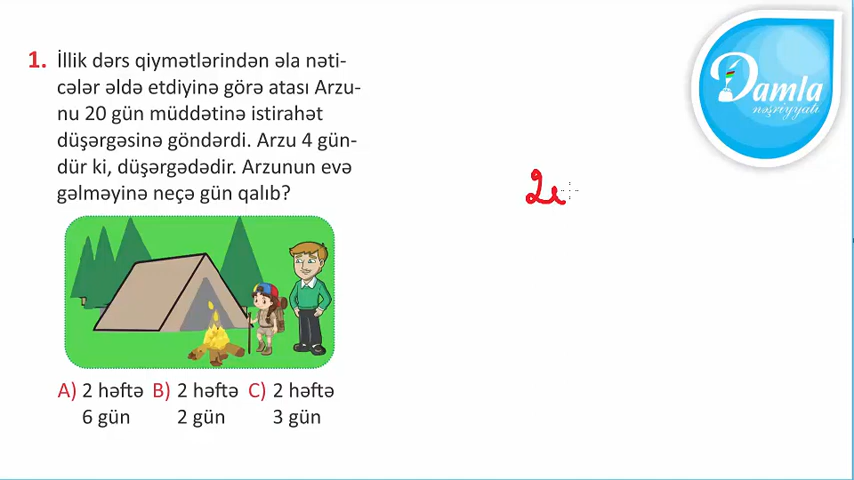 1. İllik dərs qiymətlərindən əla nəti-
cələr əldə etdiyinə görə atası Arzu-
nu 20 gün müddətinə istirahət
düşərgəsinə göndərdi. Arzu 4 gün-
dür ki, düşərgədədir. Arzunun evə
gəlməyinə neçə gün qalıb?
A) 2 həftə B) 2 həftə C) 2 həftə
6 gün 2 gün 3 gün
Damla
nəşriyyatı
2